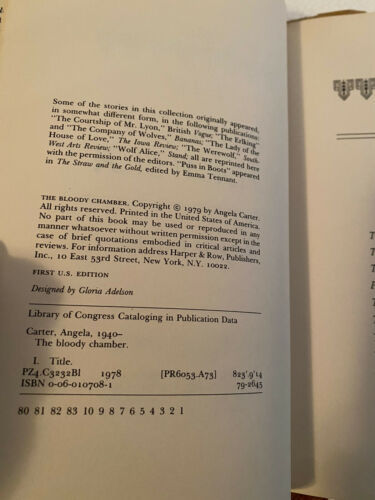 Some of the stories in this collection originally appeared,
in somewhat different form, in the following publications:
"The Courtship of Mr. Lyon," British Vogue; "The Erlking"
and "The Company of Wolves," Bananas; "The Lady of the
House of Love," The Iowa Review; "The Werewolf," South-
West Arts Review; "Wolf Alice," Stand; all are reprinted here
with the permission of the editors. "Puss in Boots" appeared
in The Straw and the Gold, edited by Emma Tennant.
THE BLOODY CHAMBER. Copyright © 1979 by Angela Carter.
All rights reserved. Printed in the United States of America.
No part of this book may be used or reproduced in any
manner whatsoever without written permission except in the
case of brief quotations embodied in critical articles and
reviews. For information address Harper & Row, Publishers,
Inc., 10 East 53rd Street, New York, N.Y. 10022.
FIRST U.S. EDITION
Designed by Gloria Adelson
Library of Congress Cataloging in Publication Data
Carter, Angela, 1940–
The bloody chamber.
I. Title.
PZ4.C3232Bl 1978 [PR6053.A73] 823'.9'14
ISBN 0-06-010708-1 79-2645
80 81 82 83 10 9 8 7 6 5 4 3 2 1